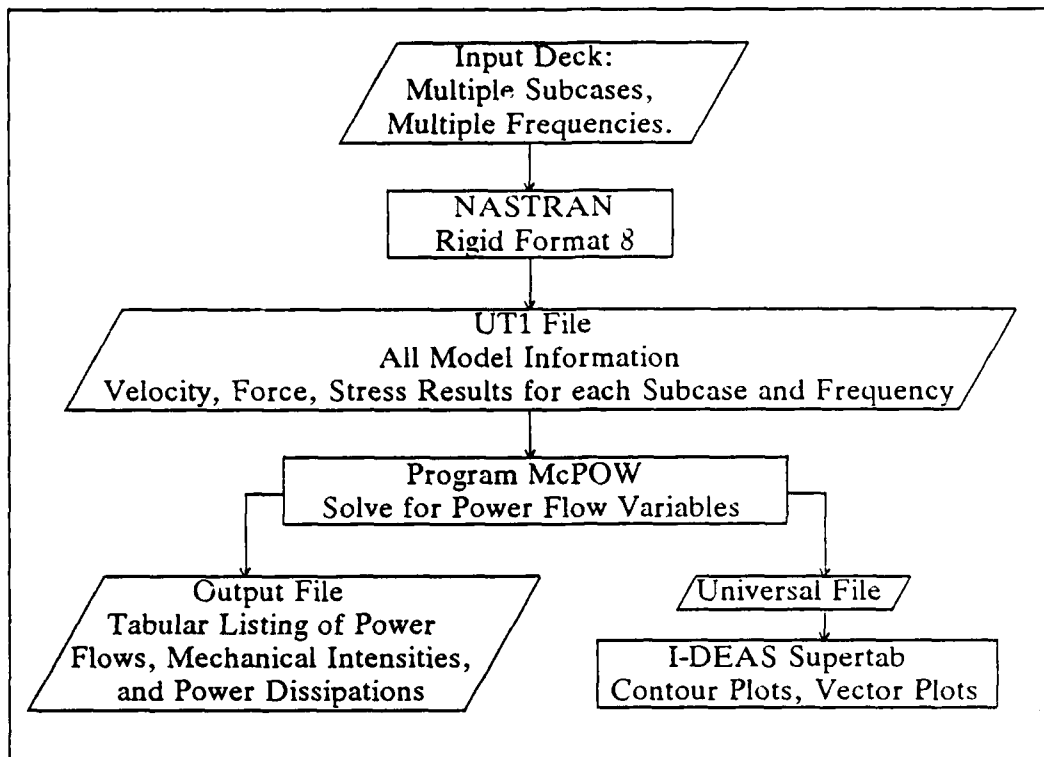 Input Deck:
Multiple Subcases,
Multiple Frequencies.
NASTRAN
Rigid Format 8
UT1 File
All Model Information
Velocity, Force, Stress Results for each Subcase and Frequency
Program McPOW
Solve for Power Flow Variables
Output File
Tabular Listing of Power
Flows, Mechanical Intensities,
and Power Dissipations
Universal File
I-DEAS Supertab
Contour Plots, Vector Plots